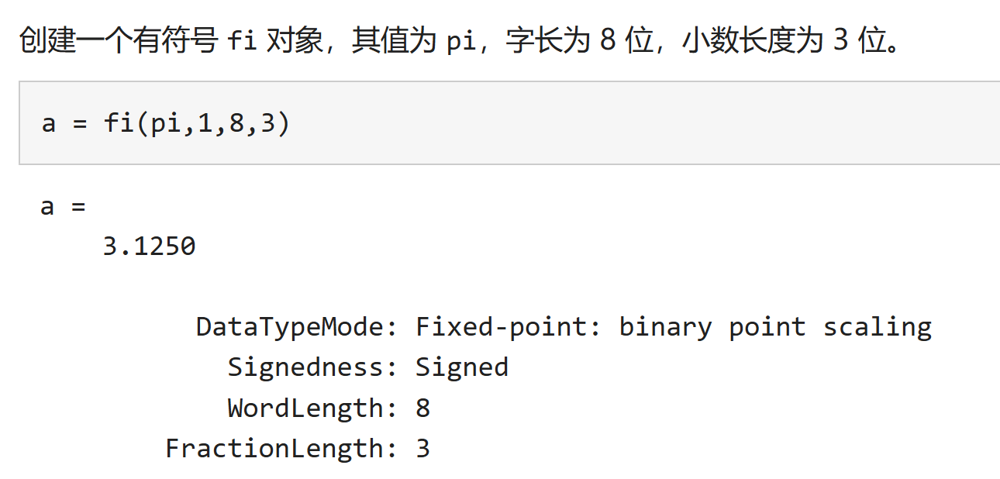 创建一个有符号 fi 对象，其值为 pi，字长为 8 位，小数长度为 3 位。
a = fi(pi,1,8,3)
a =
3.1250
DataTypeMode: Fixed-point: binary point scaling
Signedness: Signed
WordLength: 8
FractionLength: 3